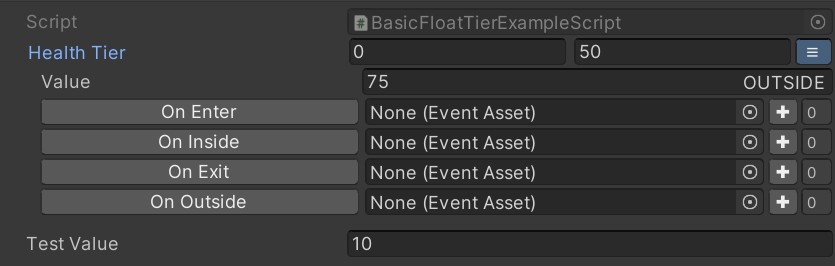 Script BasicFloatTierExampleScript
Health Tier 0 50
Value 75 OUTSIDE
On Enter None (Event Asset) 0
On Inside None (Event Asset) 0
On Exit None (Event Asset) 0
On Outside None (Event Asset) 0
Test Value 10